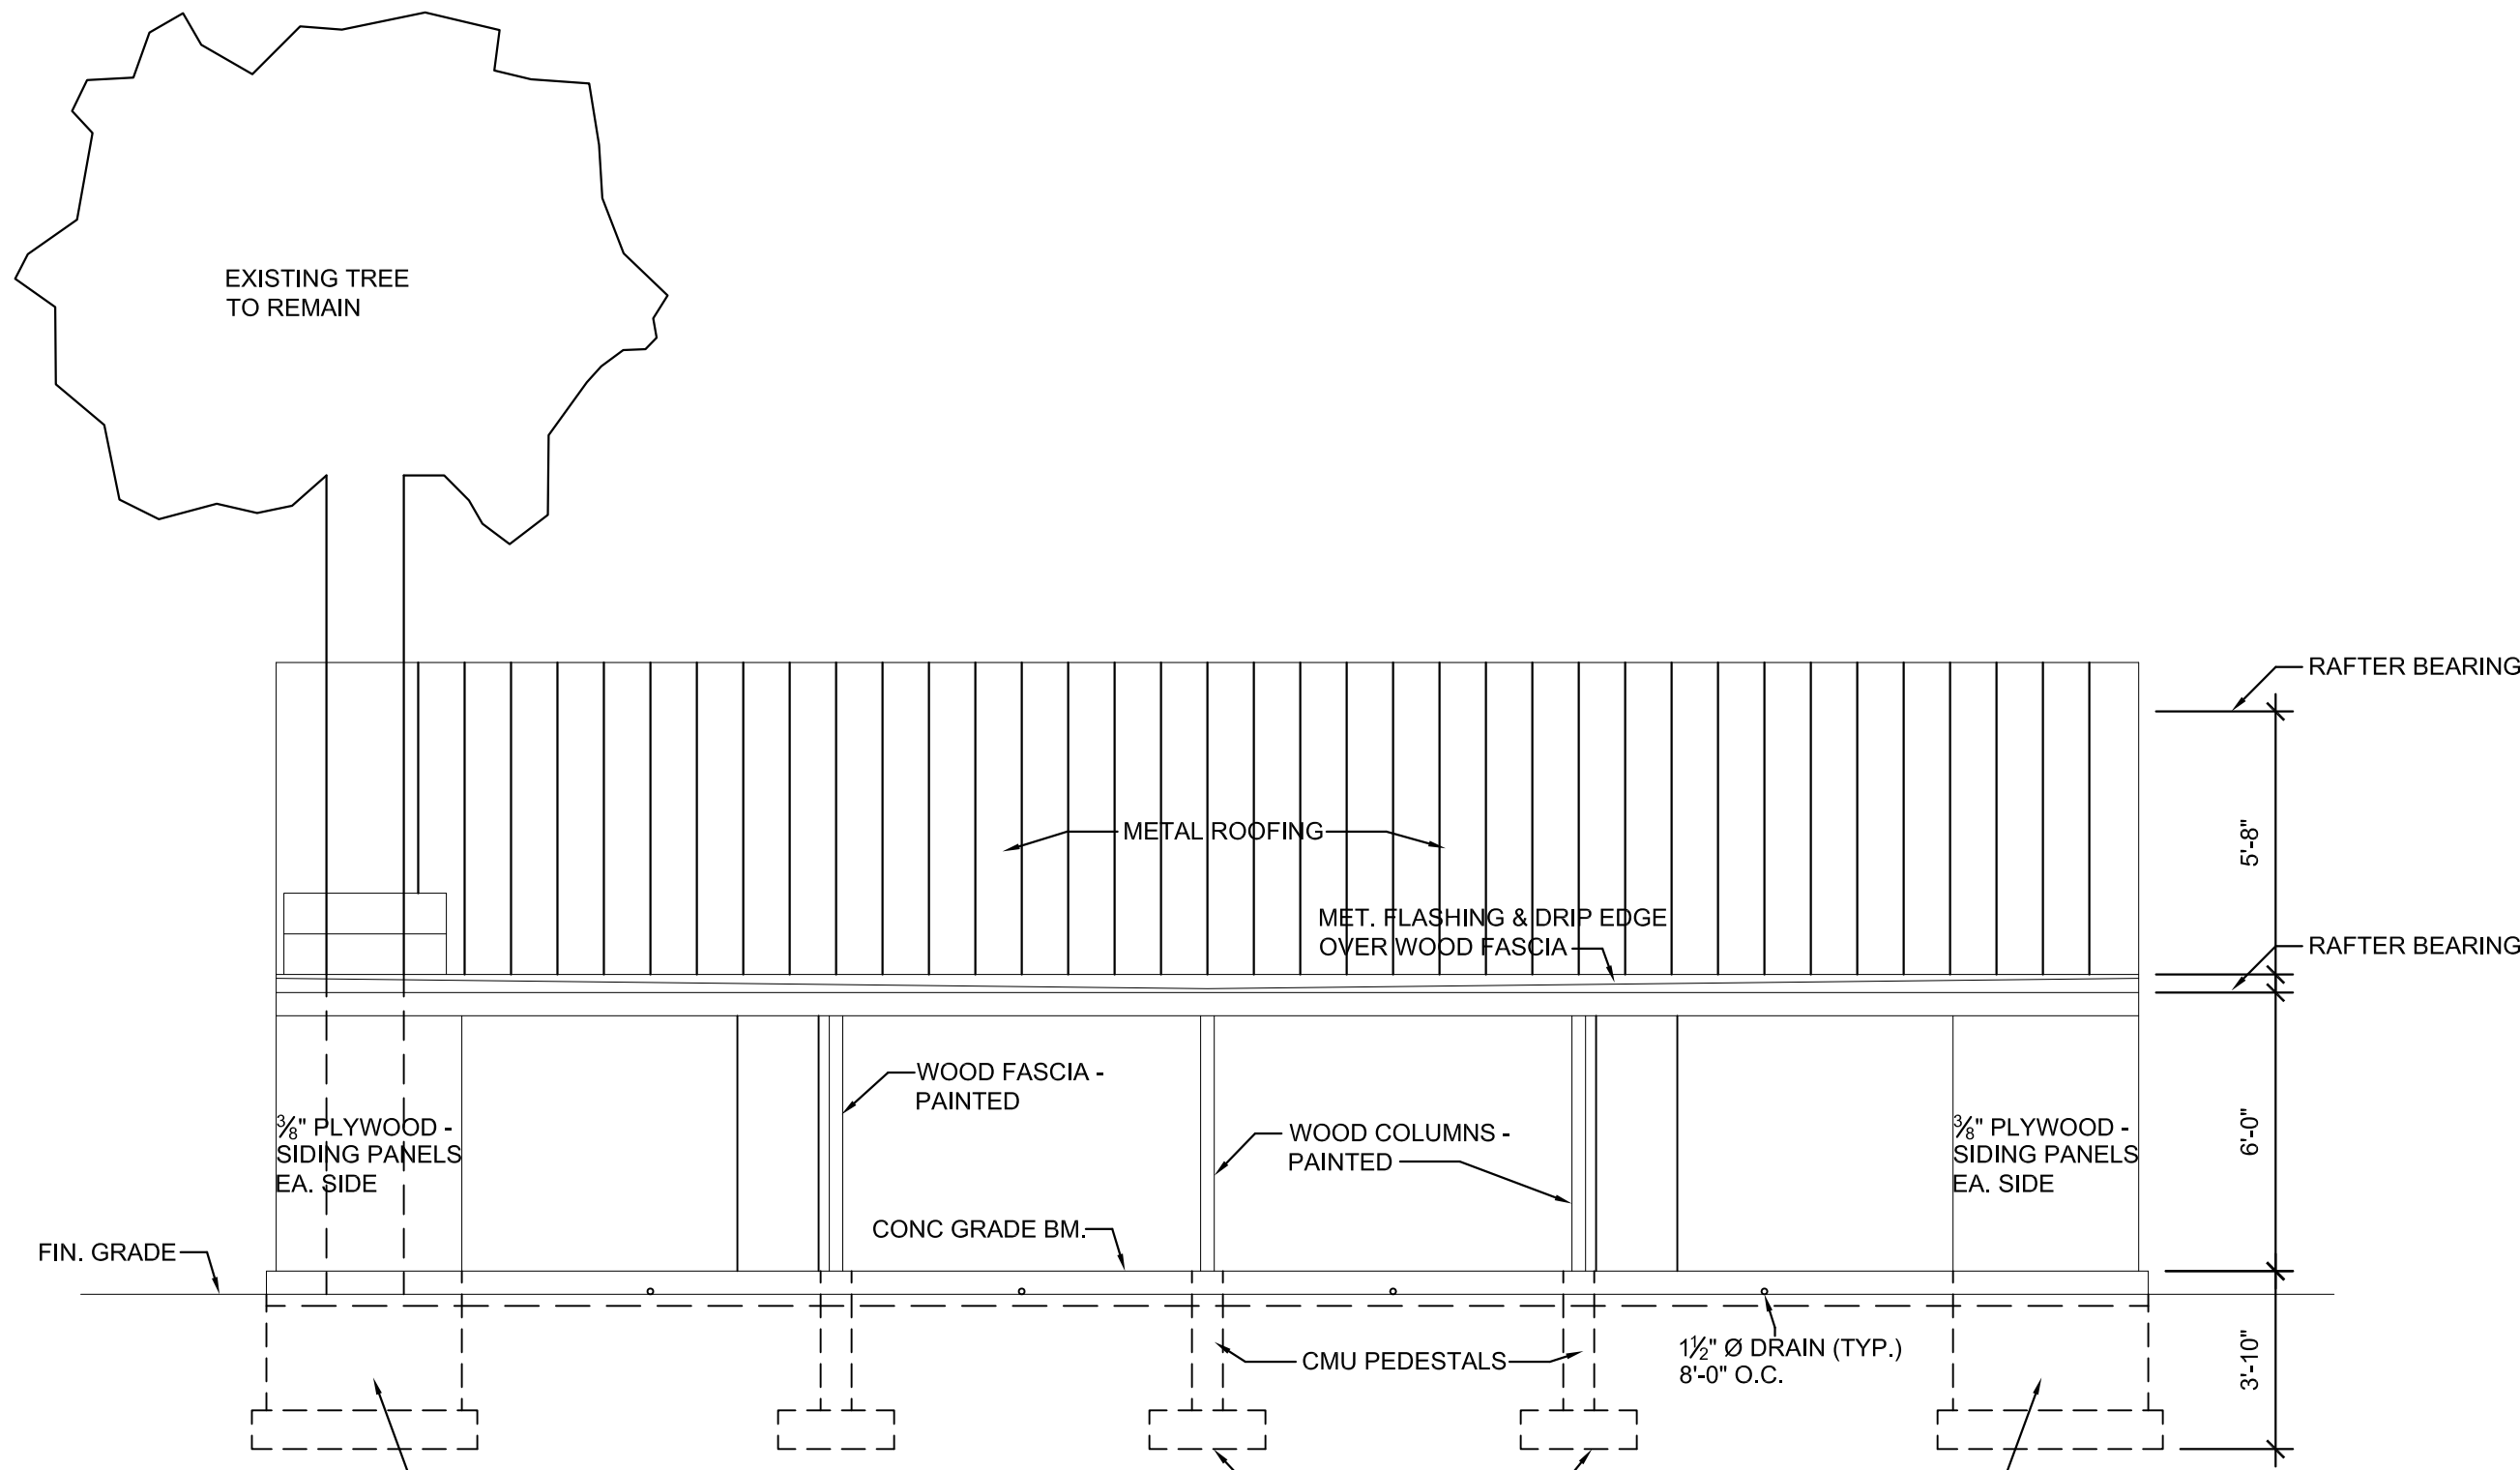 EXISTING TREE
TO REMAIN
RAFTER BEARING
METAL ROOFING
5'-8"
MET. FLASHING & DRIP EDGE
OVER WOOD FASCIA
RAFTER BEARING
WOOD FASCIA -
PAINTED
⅜" PLYWOOD -
SIDING PANELS
EA. SIDE
WOOD COLUMNS -
PAINTED
⅜" PLYWOOD -
SIDING PANELS
EA. SIDE
6'-0"
CONC GRADE BM.
FIN. GRADE
CMU PEDESTALS
1½" Ø DRAIN (TYP.)
8'-0" O.C.
3'-10"